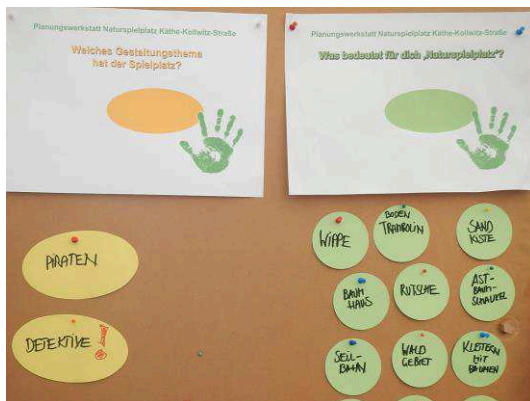 Planungswerkstatt Naturspielplatz Käthe-Kollwitz-Straße
Welches Gestaltungsthema
hat der Spielplatz?
Planungswerkstatt Naturspielplatz Käthe-Kollwitz-Straße
Was bedeutet für dich „Naturspielplatz"?
PIRATEN
DETEKTIVE
WIPPE
BODEN
TRAMPOLIN
SAND
KISTE
BAUM
HAUS
RUTSCHE
AST-
BAUM-
SCHAUKEL
SEIL-
BAHN
WALD
GEBIET
KLETTERN
MIT
BÄUMEN